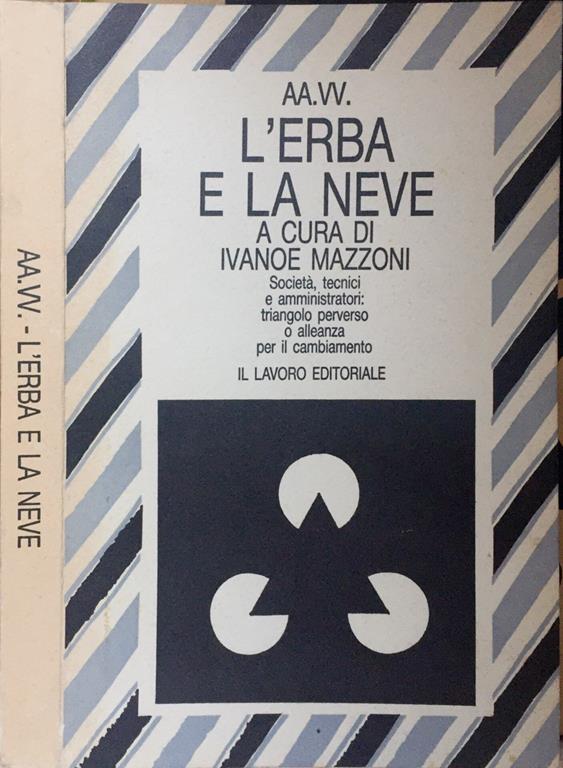 AA.VV. - L'ERBA E LA NEVE
AA.VV.
L'ERBA
E LA NEVE
A CURA DI
IVANOE MAZZONI
Società, tecnici
e amministratori:
triangolo perverso
o alleanza
per il cambiamento
IL LAVORO EDITORIALE